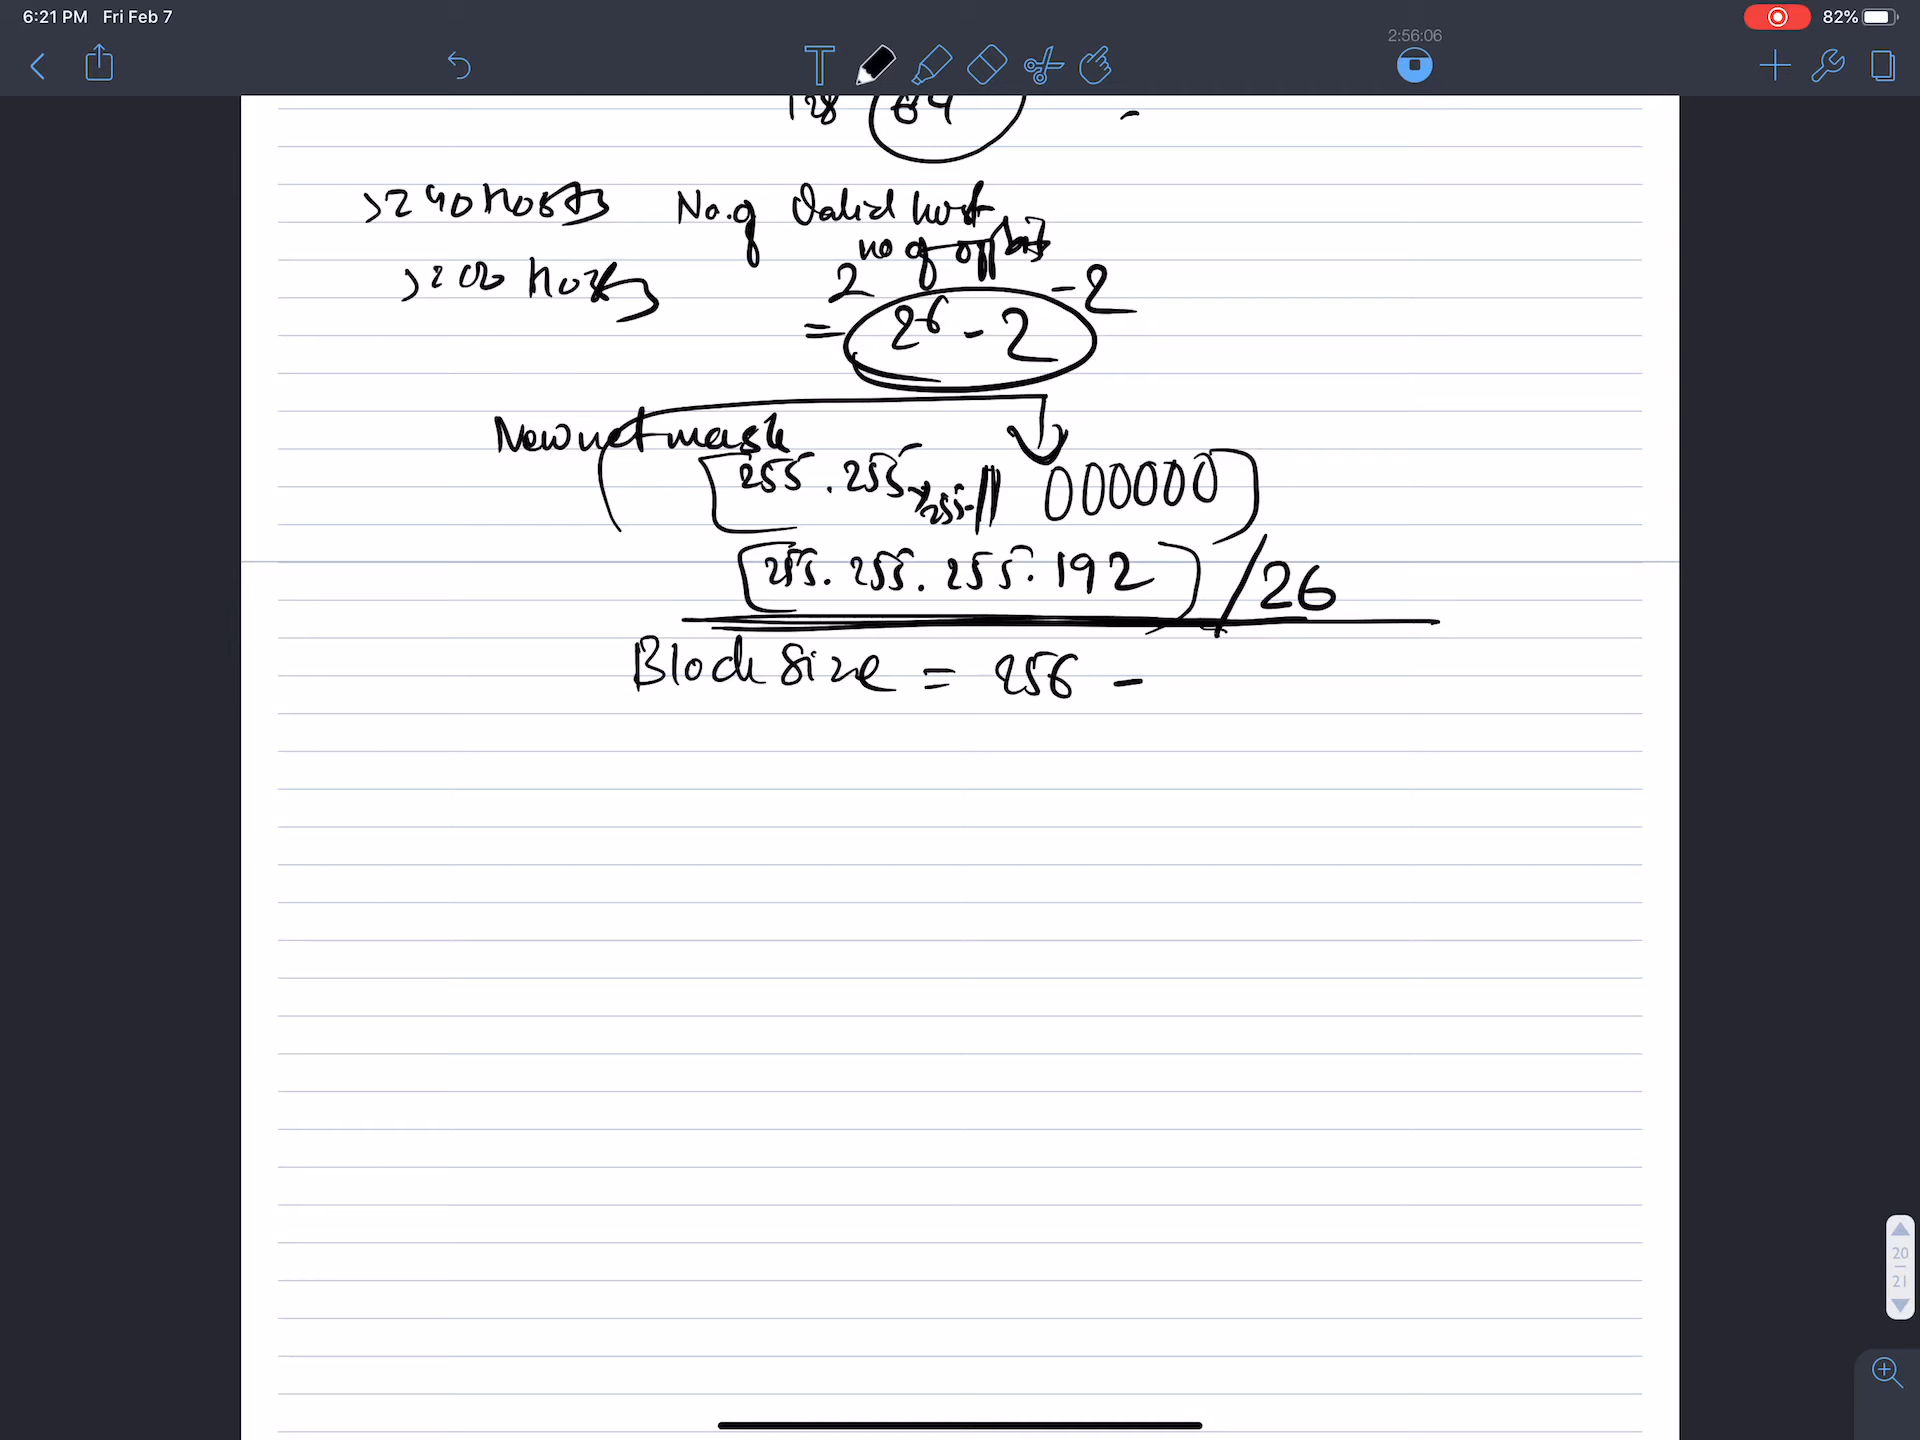 6:21 PM Fri Feb 7
82%
2:56:06
128 64 -
>240 hosts No.of Valid host
no of off bits
>200 hosts 2 - 2
= 2^6 - 2
New netmask
255.255.255.11 000000
255.255.255.192 /26
Block Size = 256 -
20
21